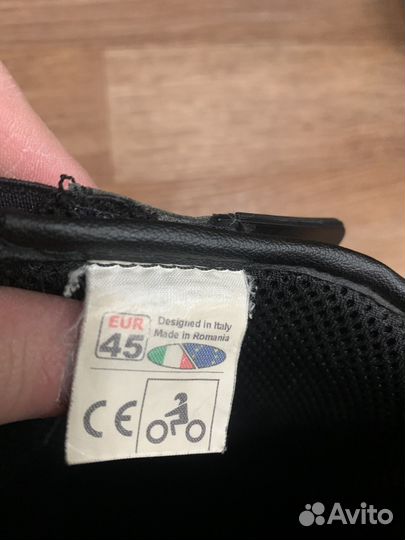 EUR
45
Designed in Italy
Made in Romania
CE
Avito